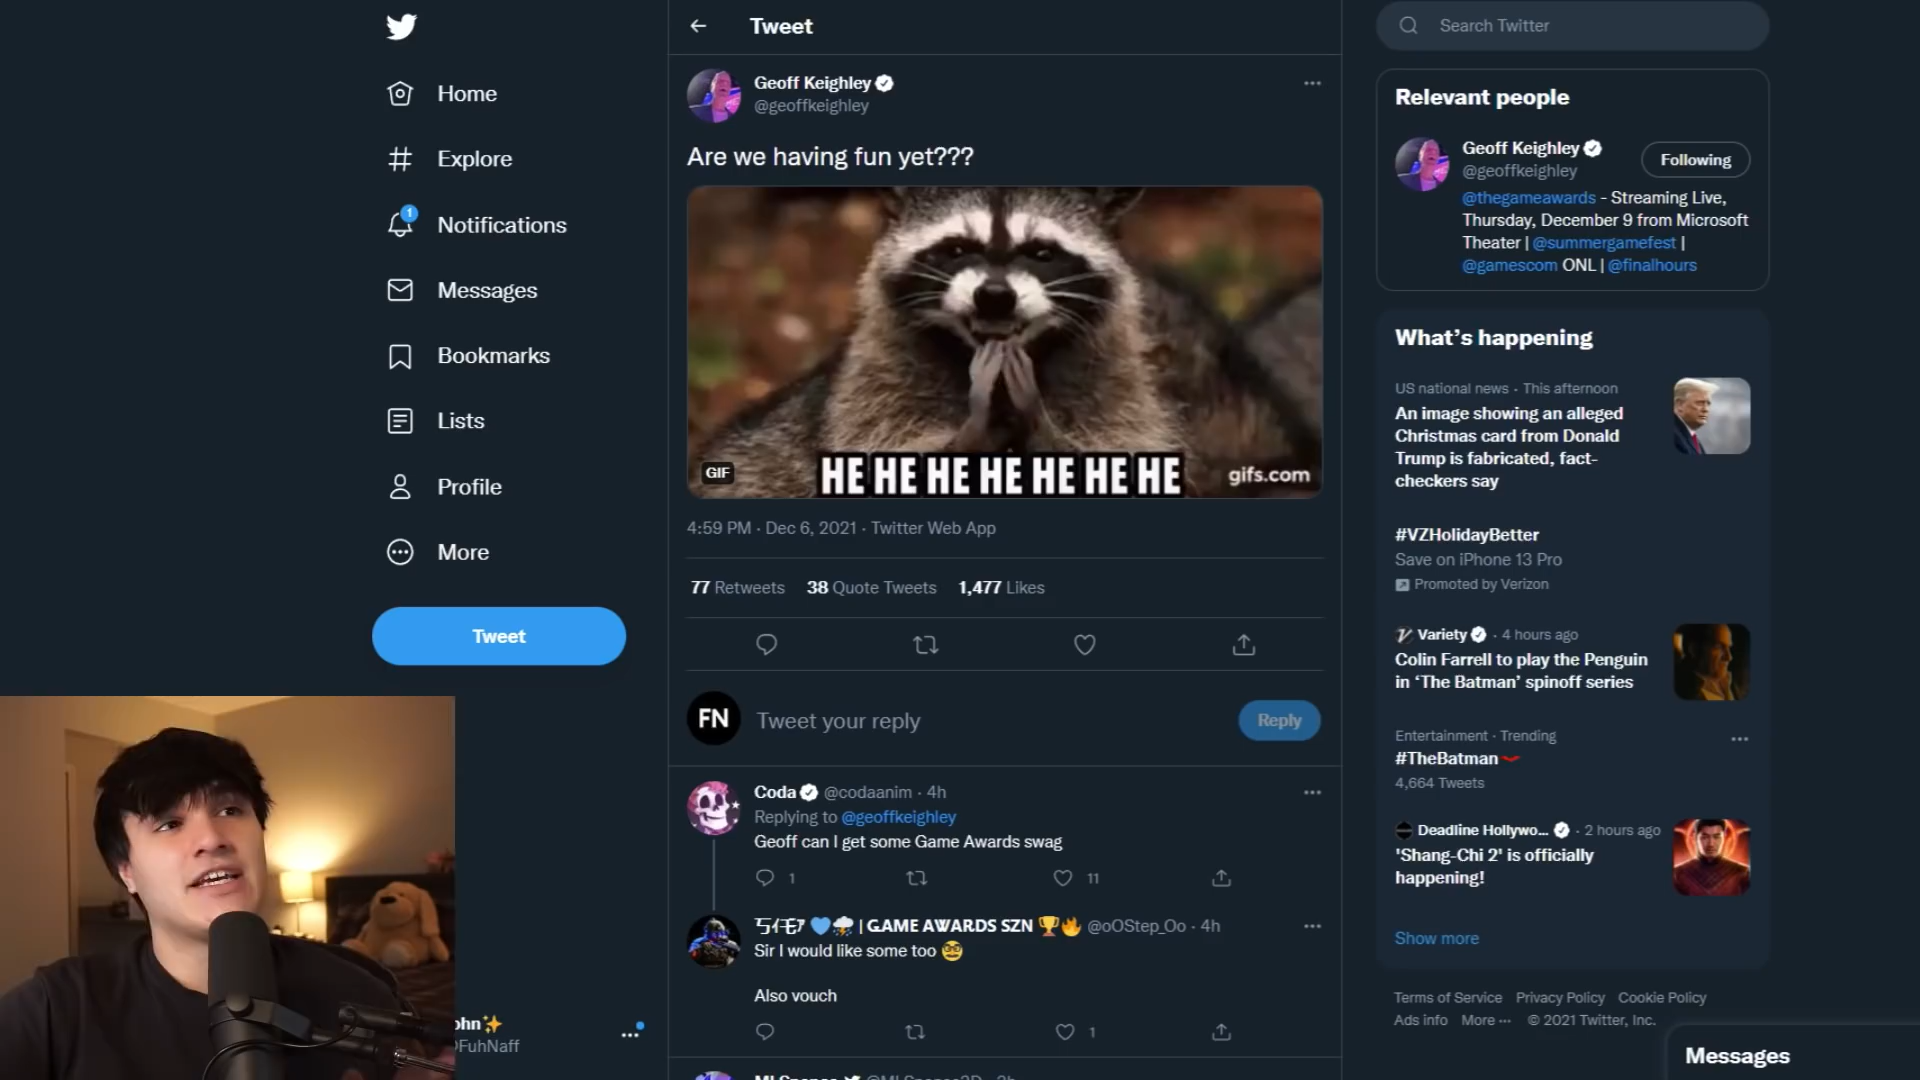 Home
Explore
1
Notifications
Messages
Bookmarks
Lists
Profile
More
Tweet
ohn✨
FuhNaff
Tweet
Geoff Keighley
@geoffkeighley
Are we having fun yet???
HE HE HE HE HE HE HE
GIF
gifs.com
4:59 PM · Dec 6, 2021 · Twitter Web App
77 Retweets 38 Quote Tweets 1,477 Likes
FN
Tweet your reply
Reply
Coda @codaanim · 4h
Replying to @geoffkeighley
Geoff can I get some Game Awards swag
1 11
💙⛈️ | GAME AWARDS SZN 🏆🔥 @oOStep_Oo · 4h
Sir I would like some too 🥸
Also vouch
1
Search Twitter
Relevant people
Geoff Keighley
@geoffkeighley
Following
@thegameawards - Streaming Live,
Thursday, December 9 from Microsoft
Theater | @summergamefest |
@gamescom ONL | @finalhours
What's happening
US national news · This afternoon
An image showing an alleged
Christmas card from Donald
Trump is fabricated, fact-
checkers say
#VZHolidayBetter
Save on iPhone 13 Pro
Promoted by Verizon
Variety · 4 hours ago
Colin Farrell to play the Penguin
in ‘The Batman’ spinoff series
Entertainment · Trending
#TheBatman
4,664 Tweets
Deadline Hollywo... · 2 hours ago
'Shang-Chi 2' is officially
happening!
Show more
Terms of Service Privacy Policy Cookie Policy
Ads info More ··· © 2021 Twitter, Inc.
Messages